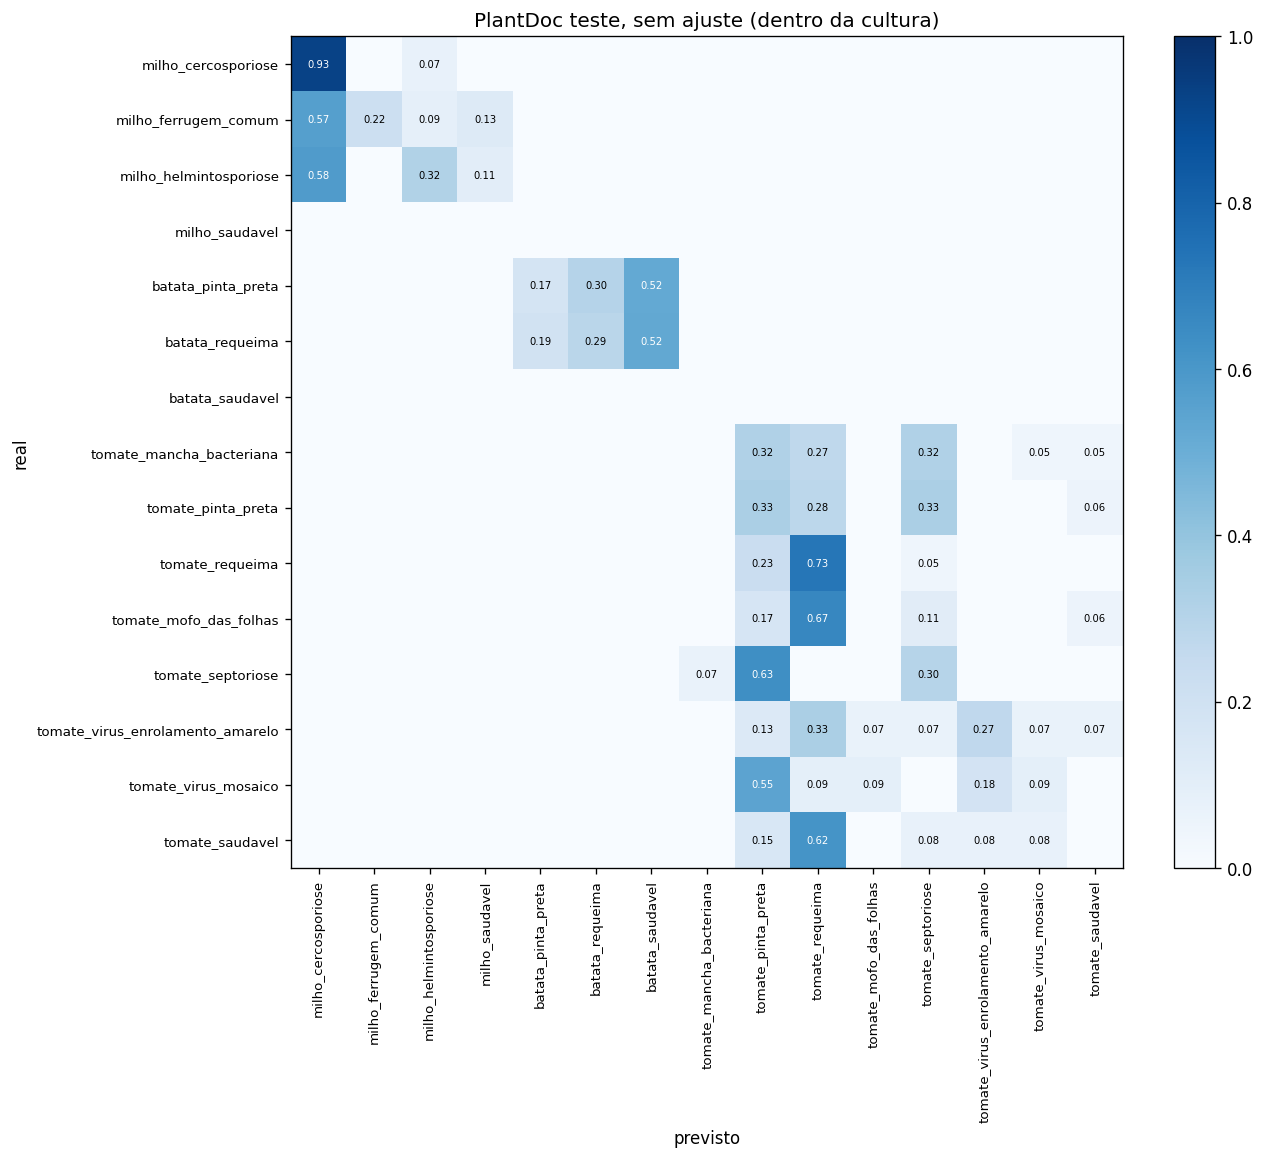 PlantDoc teste, sem ajuste (dentro da cultura)
real
milho_cercosporiose 0.93 0.07
milho_ferrugem_comum 0.57 0.22 0.09 0.13
milho_helmintosporiose 0.58 0.32 0.11
milho_saudavel
batata_pinta_preta 0.17 0.30 0.52
batata_requeima 0.19 0.29 0.52
batata_saudavel
tomate_mancha_bacteriana 0.32 0.27 0.32 0.05 0.05
tomate_pinta_preta 0.33 0.28 0.33 0.06
tomate_requeima 0.23 0.73 0.05
tomate_mofo_das_folhas 0.17 0.67 0.11 0.06
tomate_septoriose 0.07 0.63 0.30
tomate_virus_enrolamento_amarelo 0.13 0.33 0.07 0.07 0.27 0.07 0.07
tomate_virus_mosaico 0.55 0.09 0.09 0.18 0.09
tomate_saudavel 0.15 0.62 0.08 0.08 0.08
milho_cercosporiose
milho_ferrugem_comum
milho_helmintosporiose
milho_saudavel
batata_pinta_preta
batata_requeima
batata_saudavel
tomate_mancha_bacteriana
tomate_pinta_preta
tomate_requeima
tomate_mofo_das_folhas
tomate_septoriose
tomate_virus_enrolamento_amarelo
tomate_virus_mosaico
tomate_saudavel
previsto
1.0
0.8
0.6
0.4
0.2
0.0